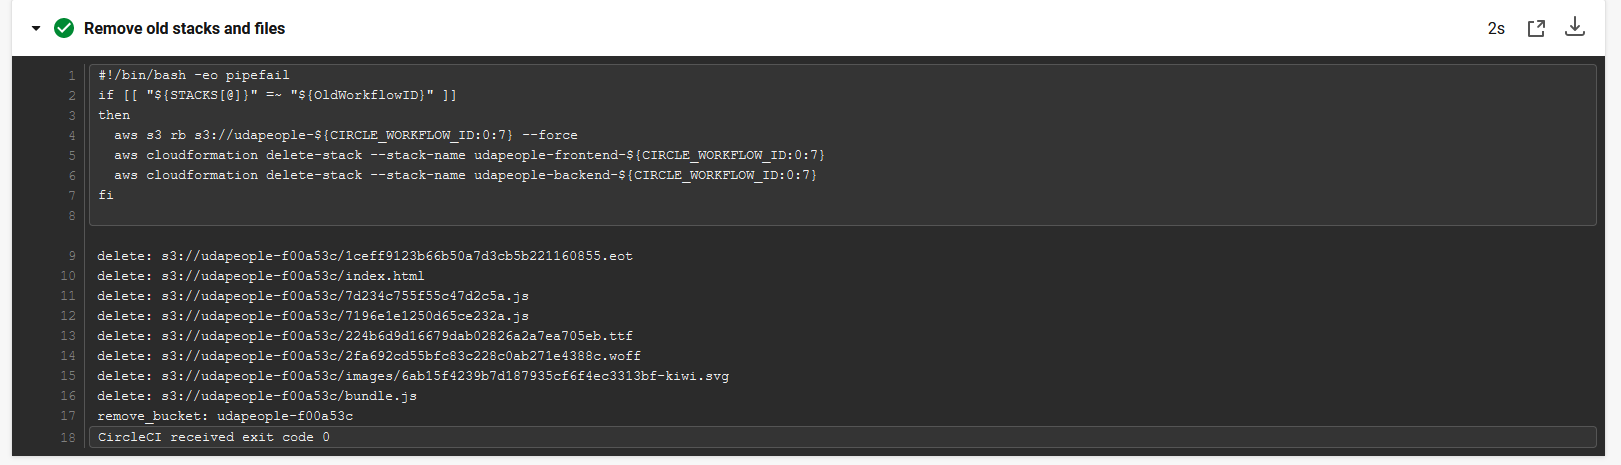 Remove old stacks and files
2s
1 #!/bin/bash -eo pipefail
2 if [[ "${STACKS[@]}" =~ "${OldWorkflowID}" ]]
3 then
4   aws s3 rb s3://udapeople-${CIRCLE_WORKFLOW_ID:0:7} --force
5   aws cloudformation delete-stack --stack-name udapeople-frontend-${CIRCLE_WORKFLOW_ID:0:7}
6   aws cloudformation delete-stack --stack-name udapeople-backend-${CIRCLE_WORKFLOW_ID:0:7}
7 fi
8
9 delete: s3://udapeople-f00a53c/1ceff9123b66b50a7d3cb5b221160855.eot
10 delete: s3://udapeople-f00a53c/index.html
11 delete: s3://udapeople-f00a53c/7d234c755f55c47d2c5a.js
12 delete: s3://udapeople-f00a53c/7196e1e1250d65ce232a.js
13 delete: s3://udapeople-f00a53c/224b6d9d16679dab02826a2a7ea705eb.ttf
14 delete: s3://udapeople-f00a53c/2fa692cd55bfc83c228c0ab271e4388c.woff
15 delete: s3://udapeople-f00a53c/images/6ab15f4239b7d187935cf6f4ec3313bf-kiwi.svg
16 delete: s3://udapeople-f00a53c/bundle.js
17 remove_bucket: udapeople-f00a53c
18 CircleCI received exit code 0